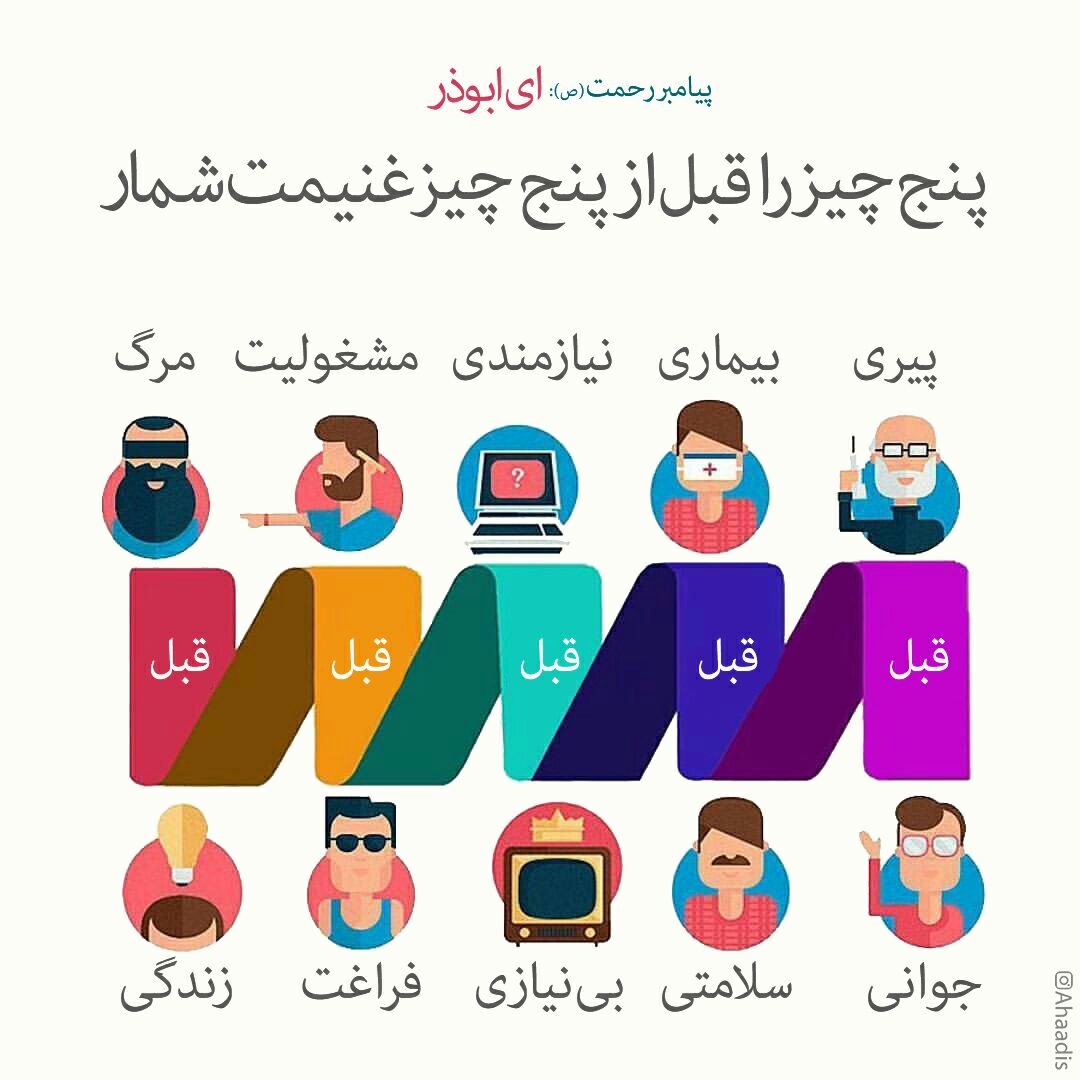 پیامبر رحمت (ص): ای ابوذر
پنج چیز را قبل از پنج چیز غنیمت شمار
پیری بیماری نیازمندی مشغولیت مرگ
?
قبل قبل قبل قبل قبل
جوانی سلامتی بی‌نیازی فراغت زندگی
@Ahaadis